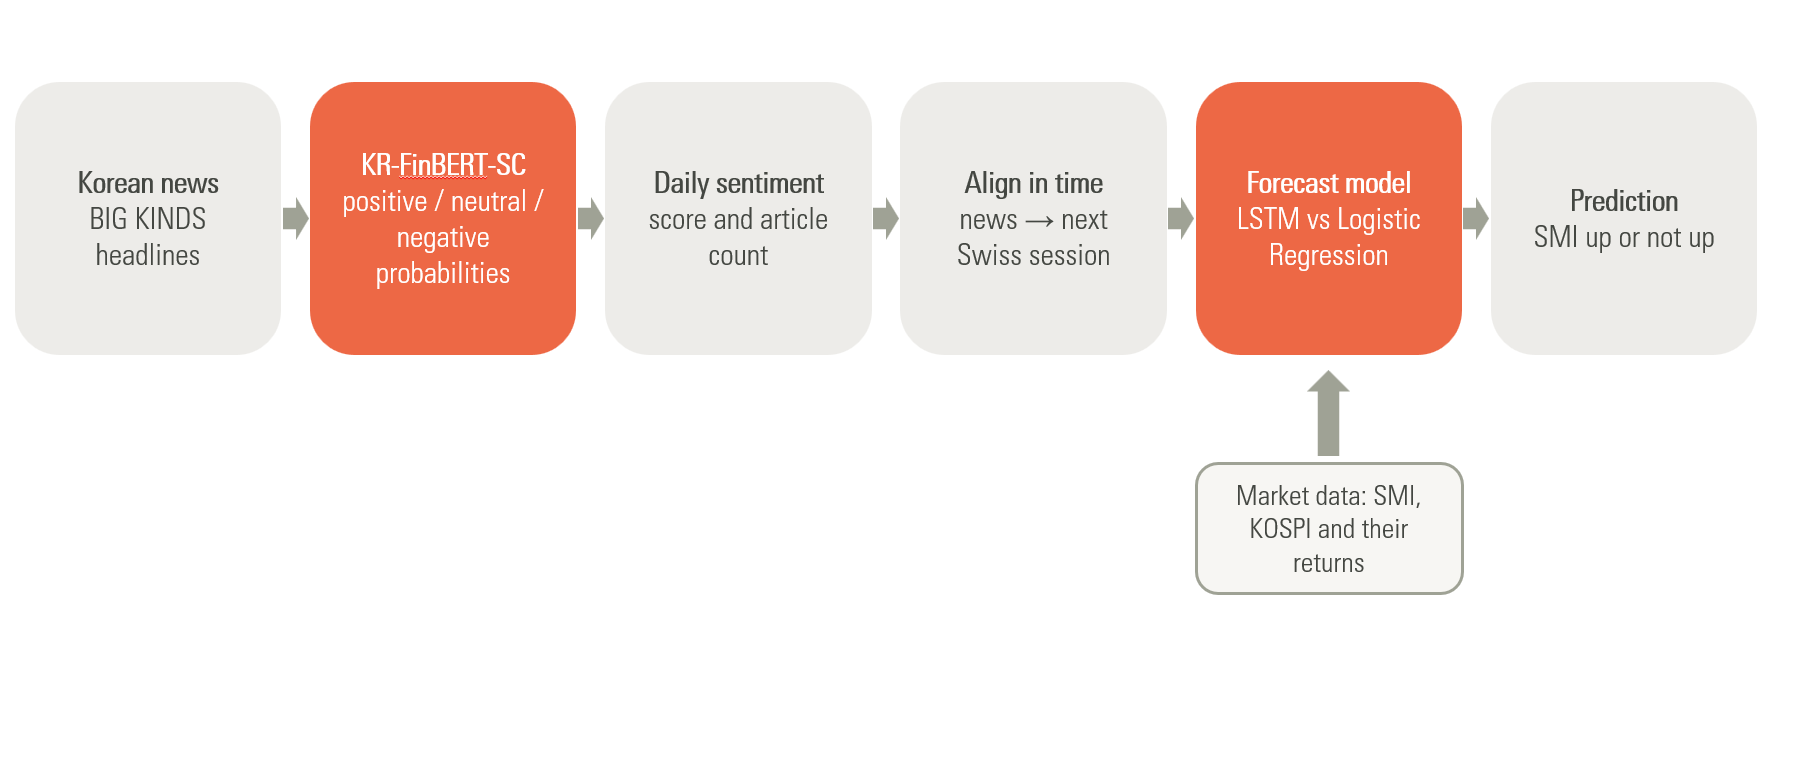 Korean news
BIG KINDS
headlines
KR-FinBERT-SC
positive / neutral /
negative
probabilities
Daily sentiment
score and article
count
Align in time
news → next
Swiss session
Forecast model
LSTM vs Logistic
Regression
Prediction
SMI up or not up
Market data: SMI,
KOSPI and their
returns